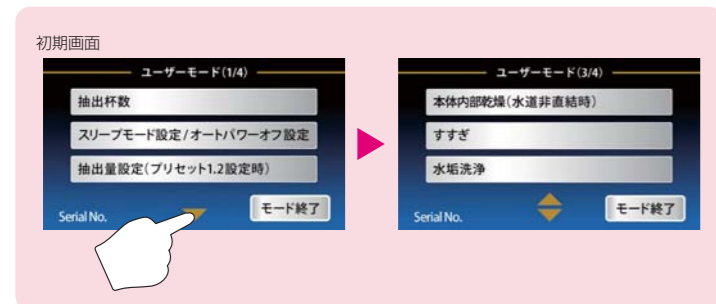 初期画面
ユーザーモード(1/4)
抽出杯数
スリープモード設定/オートパワーオフ設定
抽出量設定(プリセット1.2設定時)
Serial No.
モード終了
ユーザーモード(3/4)
本体内部乾燥(水道非直結時)
すすぎ
水垢洗浄
Serial No.
モード終了